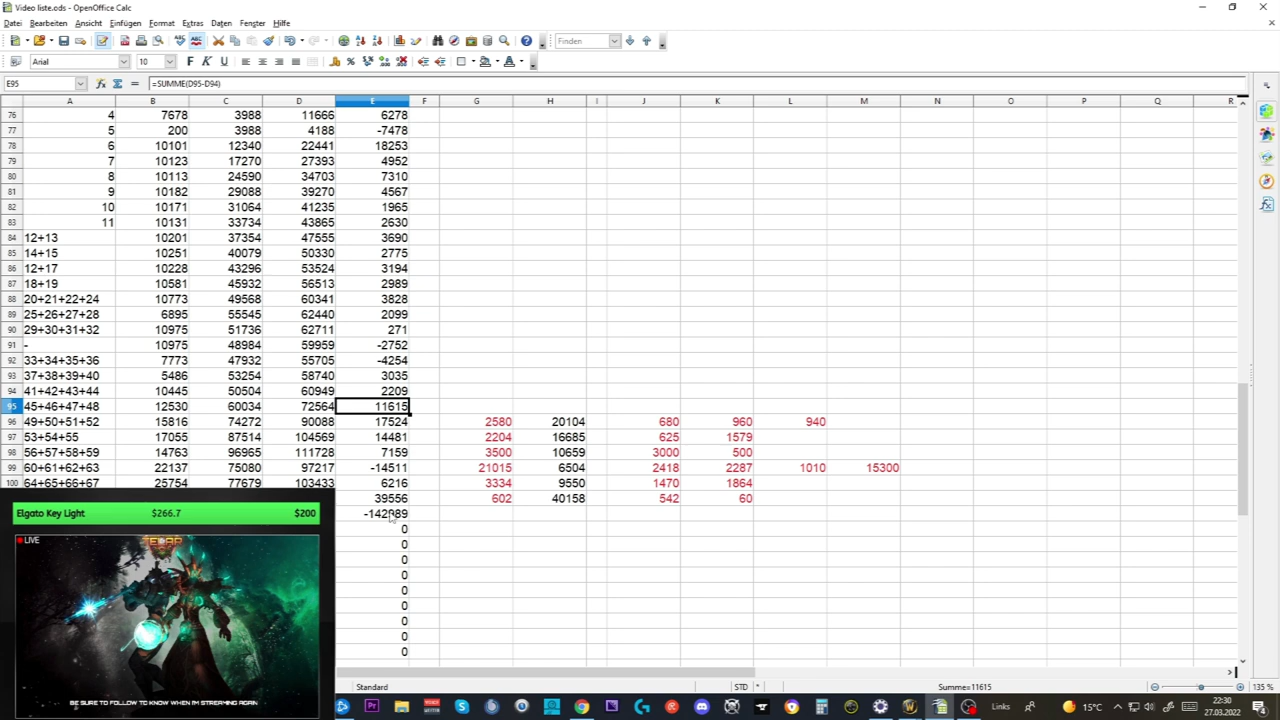 Video liste.ods - OpenOffice Calc
Datei Bearbeiten Ansicht Einfügen Format Extras Daten Fenster Hilfe
Finden
Arial 10
E95 =SUMME(D95-D94)
A B C D E F G H I J K L M N O P Q R
76 4 7678 3988 11666 6278
77 5 200 3988 4188 -7478
78 6 10101 12340 22441 18253
79 7 10123 17270 27393 4952
80 8 10113 24590 34703 7310
81 9 10182 29088 39270 4567
82 10 10171 31064 41235 1965
83 11 10131 33734 43865 2630
84 12+13 10201 37354 47555 3690
85 14+15 10251 40079 50330 2775
86 12+17 10228 43296 53524 3194
87 18+19 10581 45932 56513 2989
88 20+21+22+24 10773 49568 60341 3828
89 25+26+27+28 6895 55545 62440 2099
90 29+30+31+32 10975 51736 62711 271
91 - 10975 48984 59959 -2752
92 33+34+35+36 7773 47932 55705 -4254
93 37+38+39+40 5486 53254 58740 3035
94 41+42+43+44 10445 50504 60949 2209
95 45+46+47+48 12530 60034 72564 11615
96 49+50+51+52 15816 74272 90088 17524 2580 20104 680 960 940
97 53+54+55 17055 87514 104569 14481 2204 16685 625 1579
98 56+57+58+59 14763 96965 111728 7159 3500 10659 3000 500
99 60+61+62+63 22137 75080 97217 -14511 21015 6504 2418 2287 1010 15300
100 64+65+66+67 25754 77679 103433 6216 3334 9550 1470 1864
39556 602 40158 542 60
-142989
0
0
0
0
0
0
0
0
0
Elgato Key Light $266.7 $200
LIVE
BE SURE TO FOLLOW TO KNOW WHEN I'M STREAMING AGAIN
Standard STD * Summe=11615 135 %
15°C Links 22:30
27.03.2022